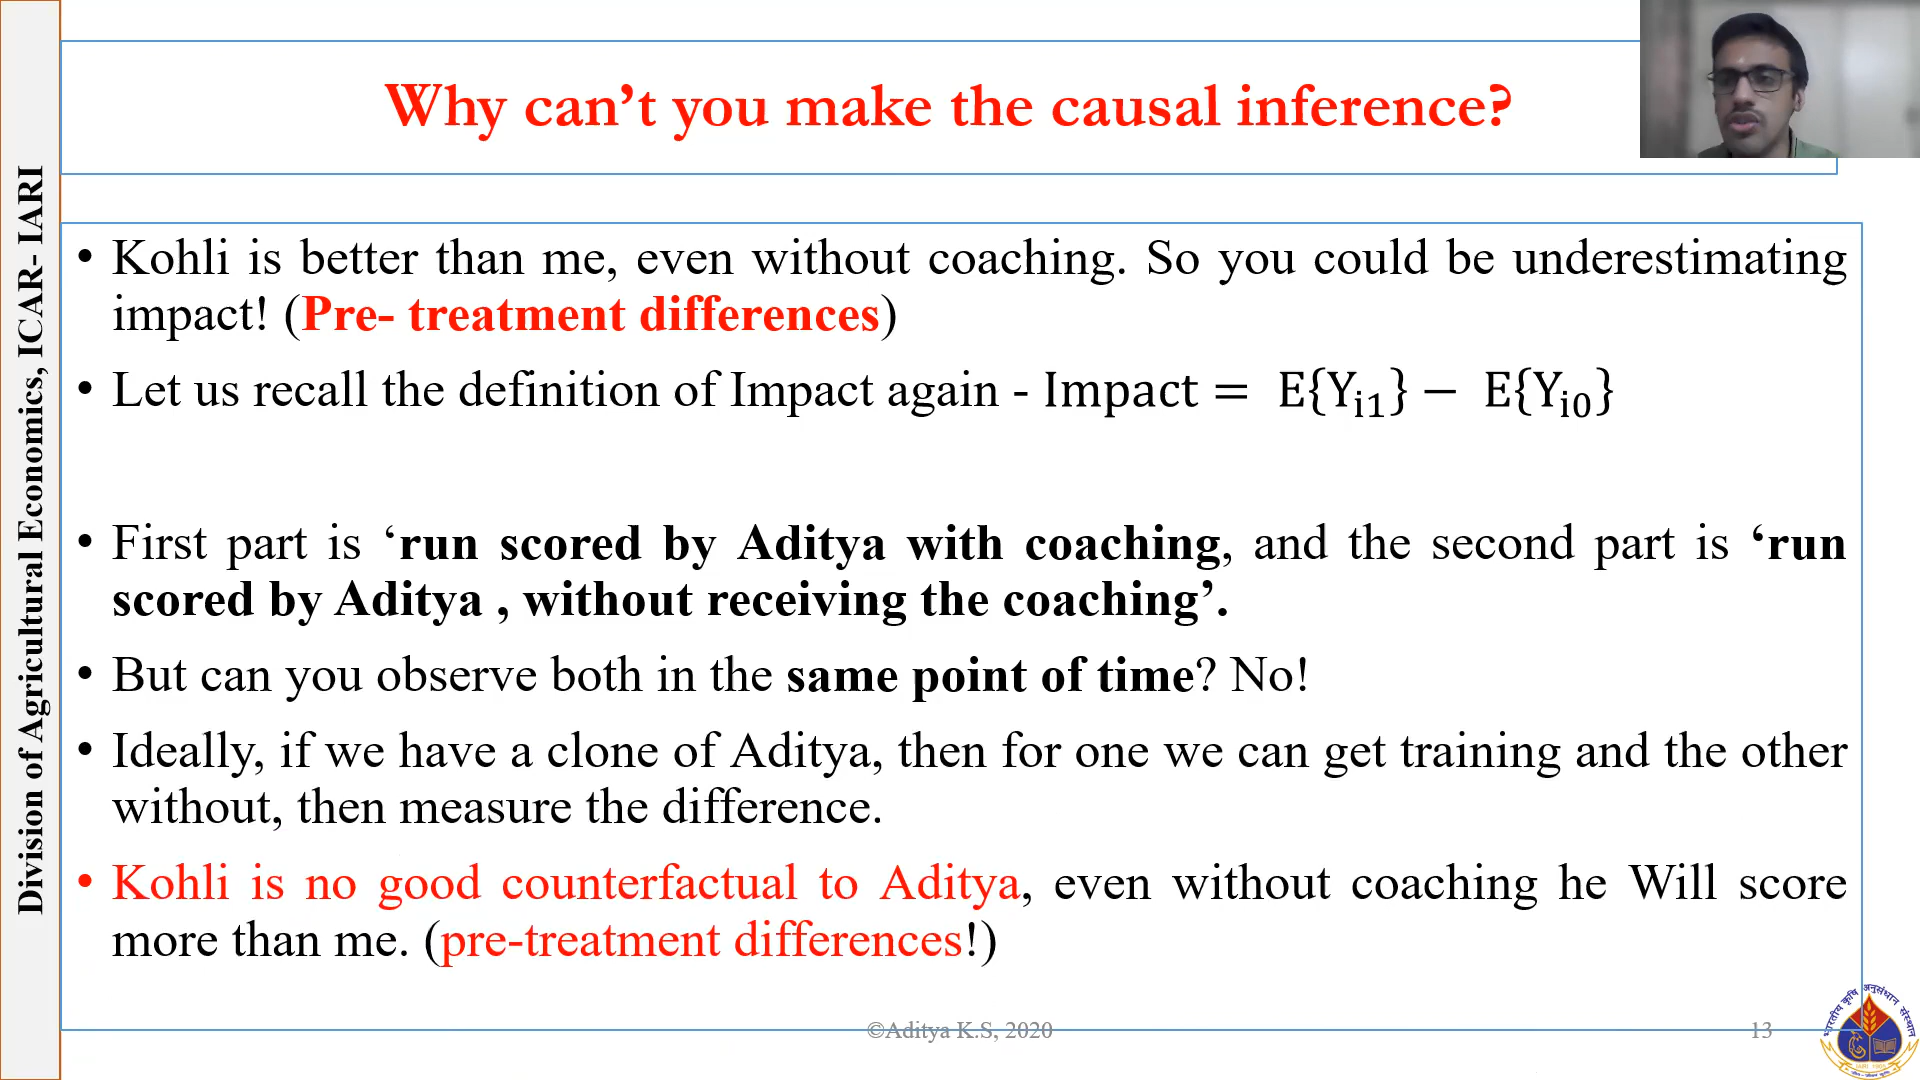 Why can’t you make the causal inference?
Division of Agricultural Economics, ICAR- IARI
• Kohli is better than me, even without coaching. So you could be underestimating
impact! (Pre- treatment differences)
• Let us recall the definition of Impact again - Impact = E{Yi1} − E{Yi0}
• First part is ‘run scored by Aditya with coaching, and the second part is ‘run
scored by Aditya , without receiving the coaching’.
• But can you observe both in the same point of time? No!
• Ideally, if we have a clone of Aditya, then for one we can get training and the other
without, then measure the difference.
• Kohli is no good counterfactual to Aditya, even without coaching he Will score
more than me. (pre-treatment differences!)
©Aditya K.S, 2020
13
भारतीय कृषि अनुसंधान संस्थान